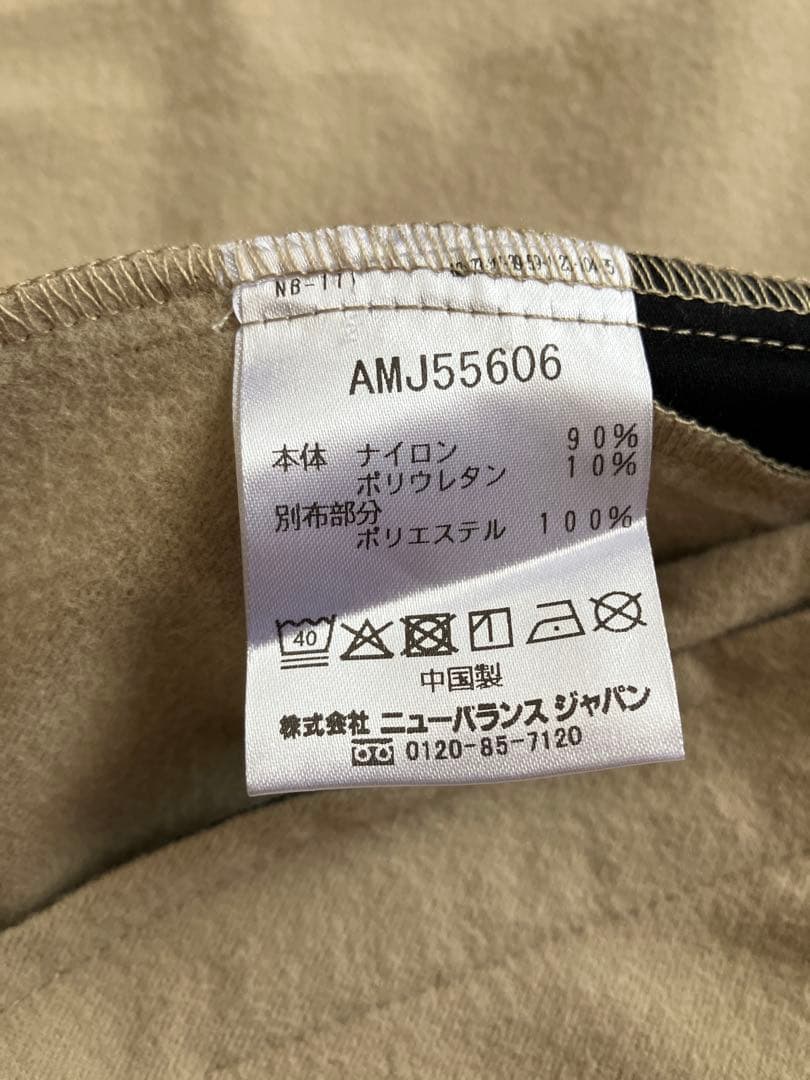 NB-171
AMJ55606
本体 ナイロン 90%
ポリウレタン 10%
別布部分
ポリエステル 100%
40
中国製
株式会社 ニューバランス ジャパン
0120-85-7120